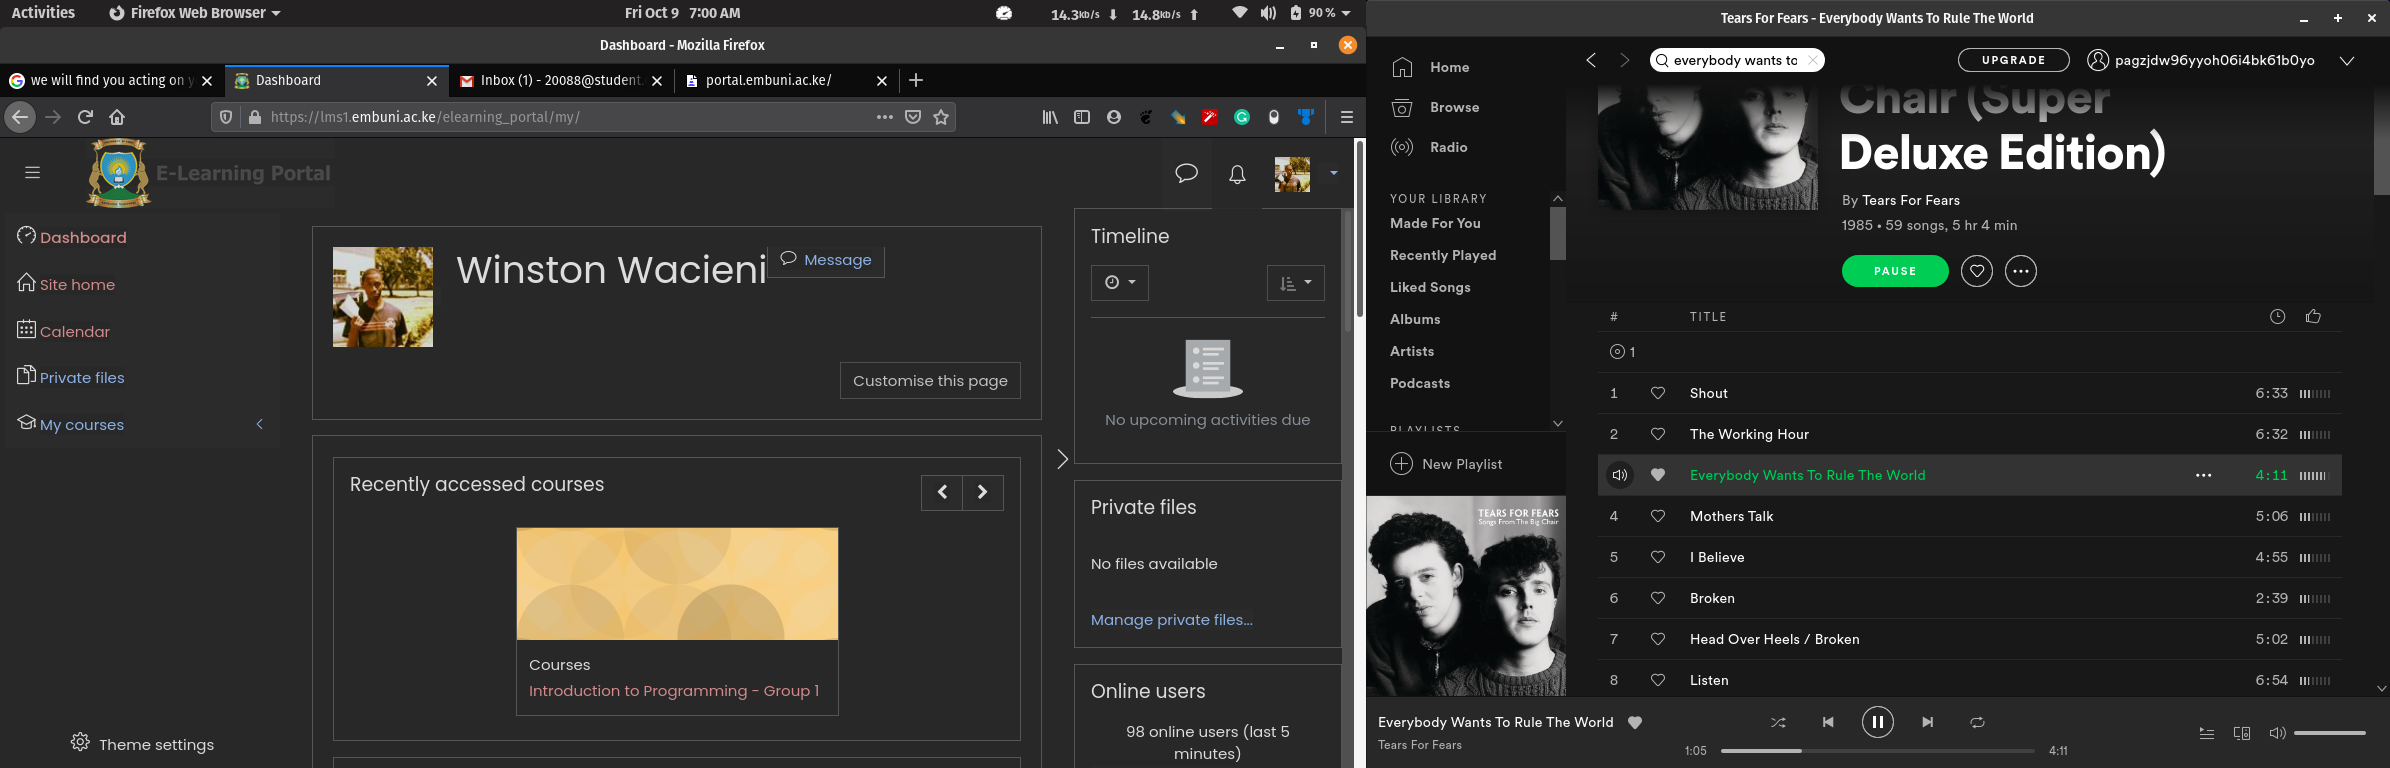 Activities
Firefox Web Browser
Fri Oct 9 7:00 AM
14.3kb/s
14.8kb/s
90 %
Dashboard - Mozilla Firefox
we will find you acting on y
Dashboard
Inbox (1) - 20088@student.
portal.embuni.ac.ke/
https://lms1.embuni.ac.ke/elearning_portal/my/
E-Learning Portal
Dashboard
Site home
Calendar
Private files
My courses
Theme settings
Winston Wacieni
Message
Customise this page
Recently accessed courses
Courses
Introduction to Programming - Group 1
Timeline
No upcoming activities due
Private files
No files available
Manage private files...
Online users
98 online users (last 5
minutes)
Tears For Fears - Everybody Wants To Rule The World
everybody wants to
UPGRADE
pagzjdw96yyoh06i4bk61b0yo
Home
Browse
Radio
YOUR LIBRARY
Made For You
Recently Played
Liked Songs
Albums
Artists
Podcasts
PLAYLISTS
New Playlist
TEARS FOR FEARS
Songs From The Big Chair
Chair (Super
Deluxe Edition)
By Tears For Fears
1985 • 59 songs, 5 hr 4 min
PAUSE
# TITLE
1
1 Shout 6:33
2 The Working Hour 6:32
Everybody Wants To Rule The World 4:11
4 Mothers Talk 5:06
5 I Believe 4:55
6 Broken 2:39
7 Head Over Heels / Broken 5:02
8 Listen 6:54
Everybody Wants To Rule The World
Tears For Fears
1:05
4:11